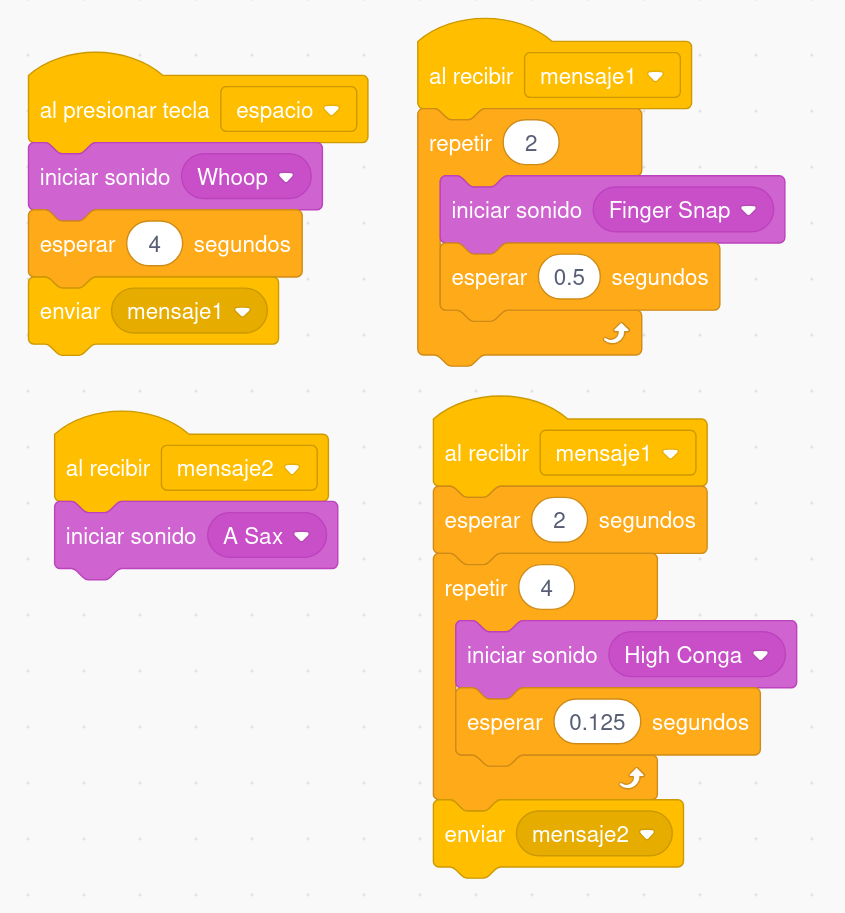 al presionar tecla espacio
iniciar sonido Whoop
esperar 4 segundos
enviar mensaje1
al recibir mensaje1
repetir 2
iniciar sonido Finger Snap
esperar 0.5 segundos
al recibir mensaje2
iniciar sonido A Sax
al recibir mensaje1
esperar 2 segundos
repetir 4
iniciar sonido High Conga
esperar 0.125 segundos
enviar mensaje2